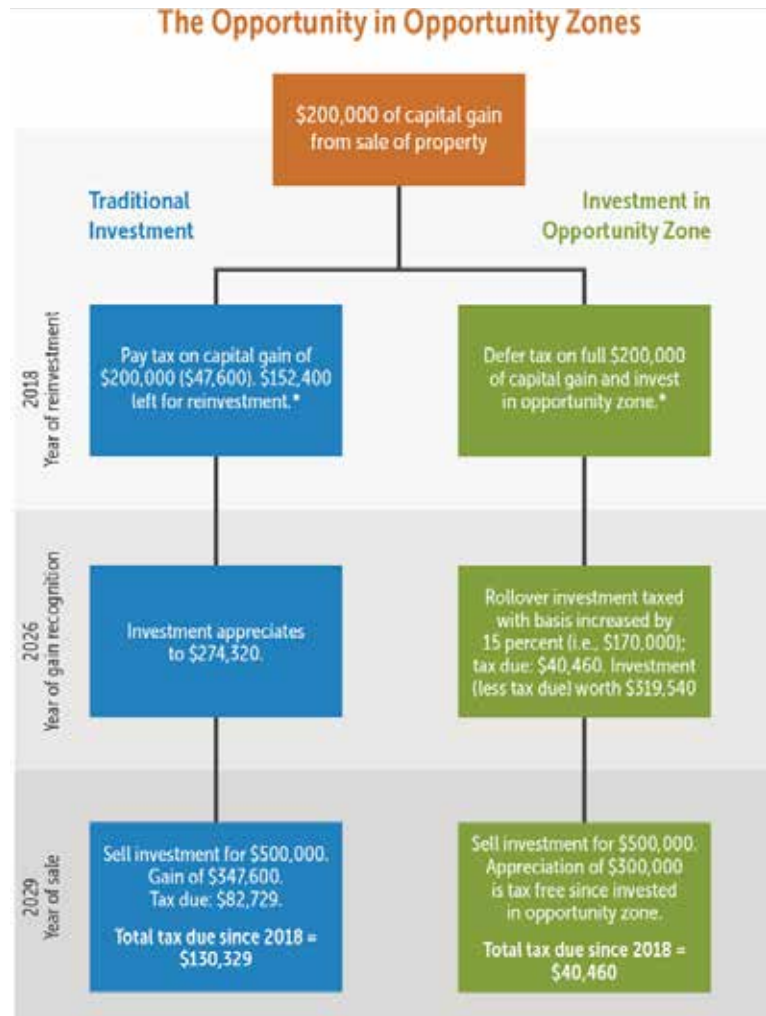 The Opportunity in Opportunity Zones
$200,000 of capital gain
from sale of property
Traditional
Investment
Investment in
Opportunity Zone
2018
Year of reinvestment
Pay tax on capital gain of
$200,000 ($47,600). $152,400
left for reinvestment.*
Defer tax on full $200,000
of capital gain and invest
in opportunity zone.*
2026
Year of gain recognition
Investment appreciates
to $274,320.
Rollover investment taxed
with basis increased by
15 percent (i.e., $170,000);
tax due: $40,460. Investment
(less tax due) worth $319,540
2029
Year of sale
Sell investment for $500,000.
Gain of $347,600.
Tax due: $82,729.
Total tax due since 2018 =
$130,329
Sell investment for $500,000.
Appreciation of $300,000
is tax free since invested
in opportunity zone.
Total tax due since 2018 =
$40,460